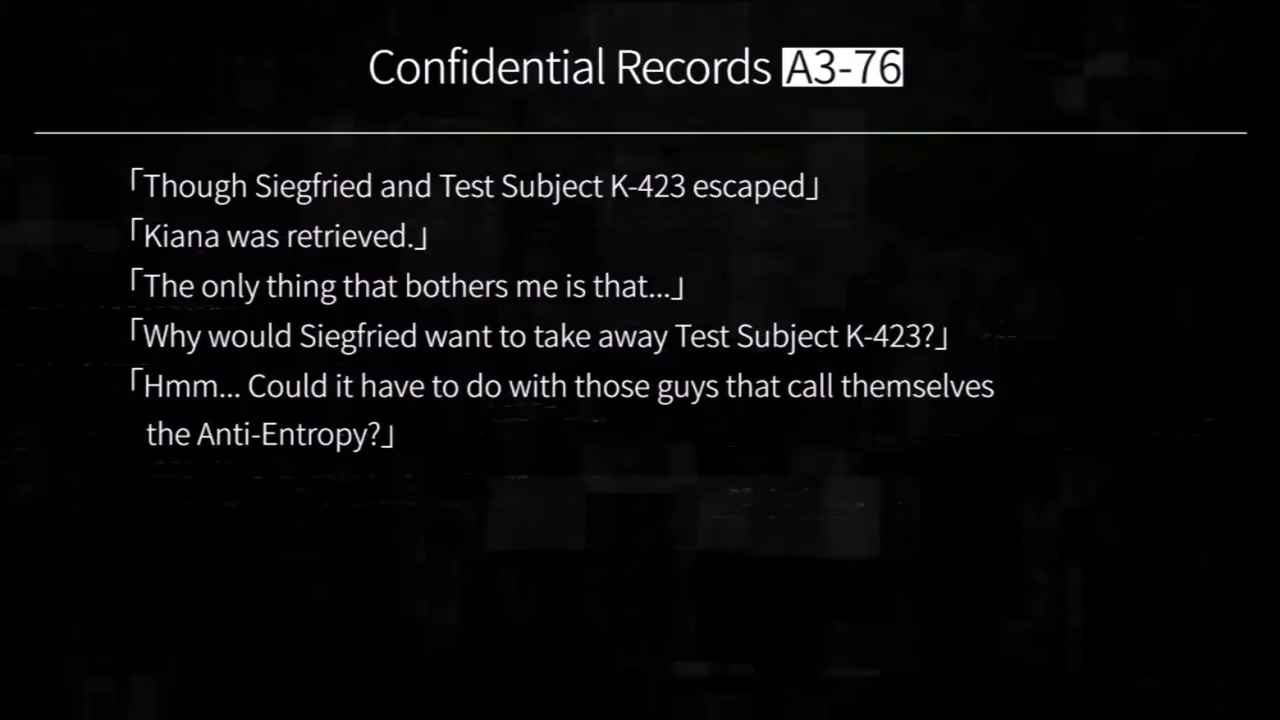 Confidential Records A3-76
「Though Siegfried and Test Subject K-423 escaped」
「Kiana was retrieved.」
「The only thing that bothers me is that...」
「Why would Siegfried want to take away Test Subject K-423?」
「Hmm... Could it have to do with those guys that call themselves
the Anti-Entropy?」